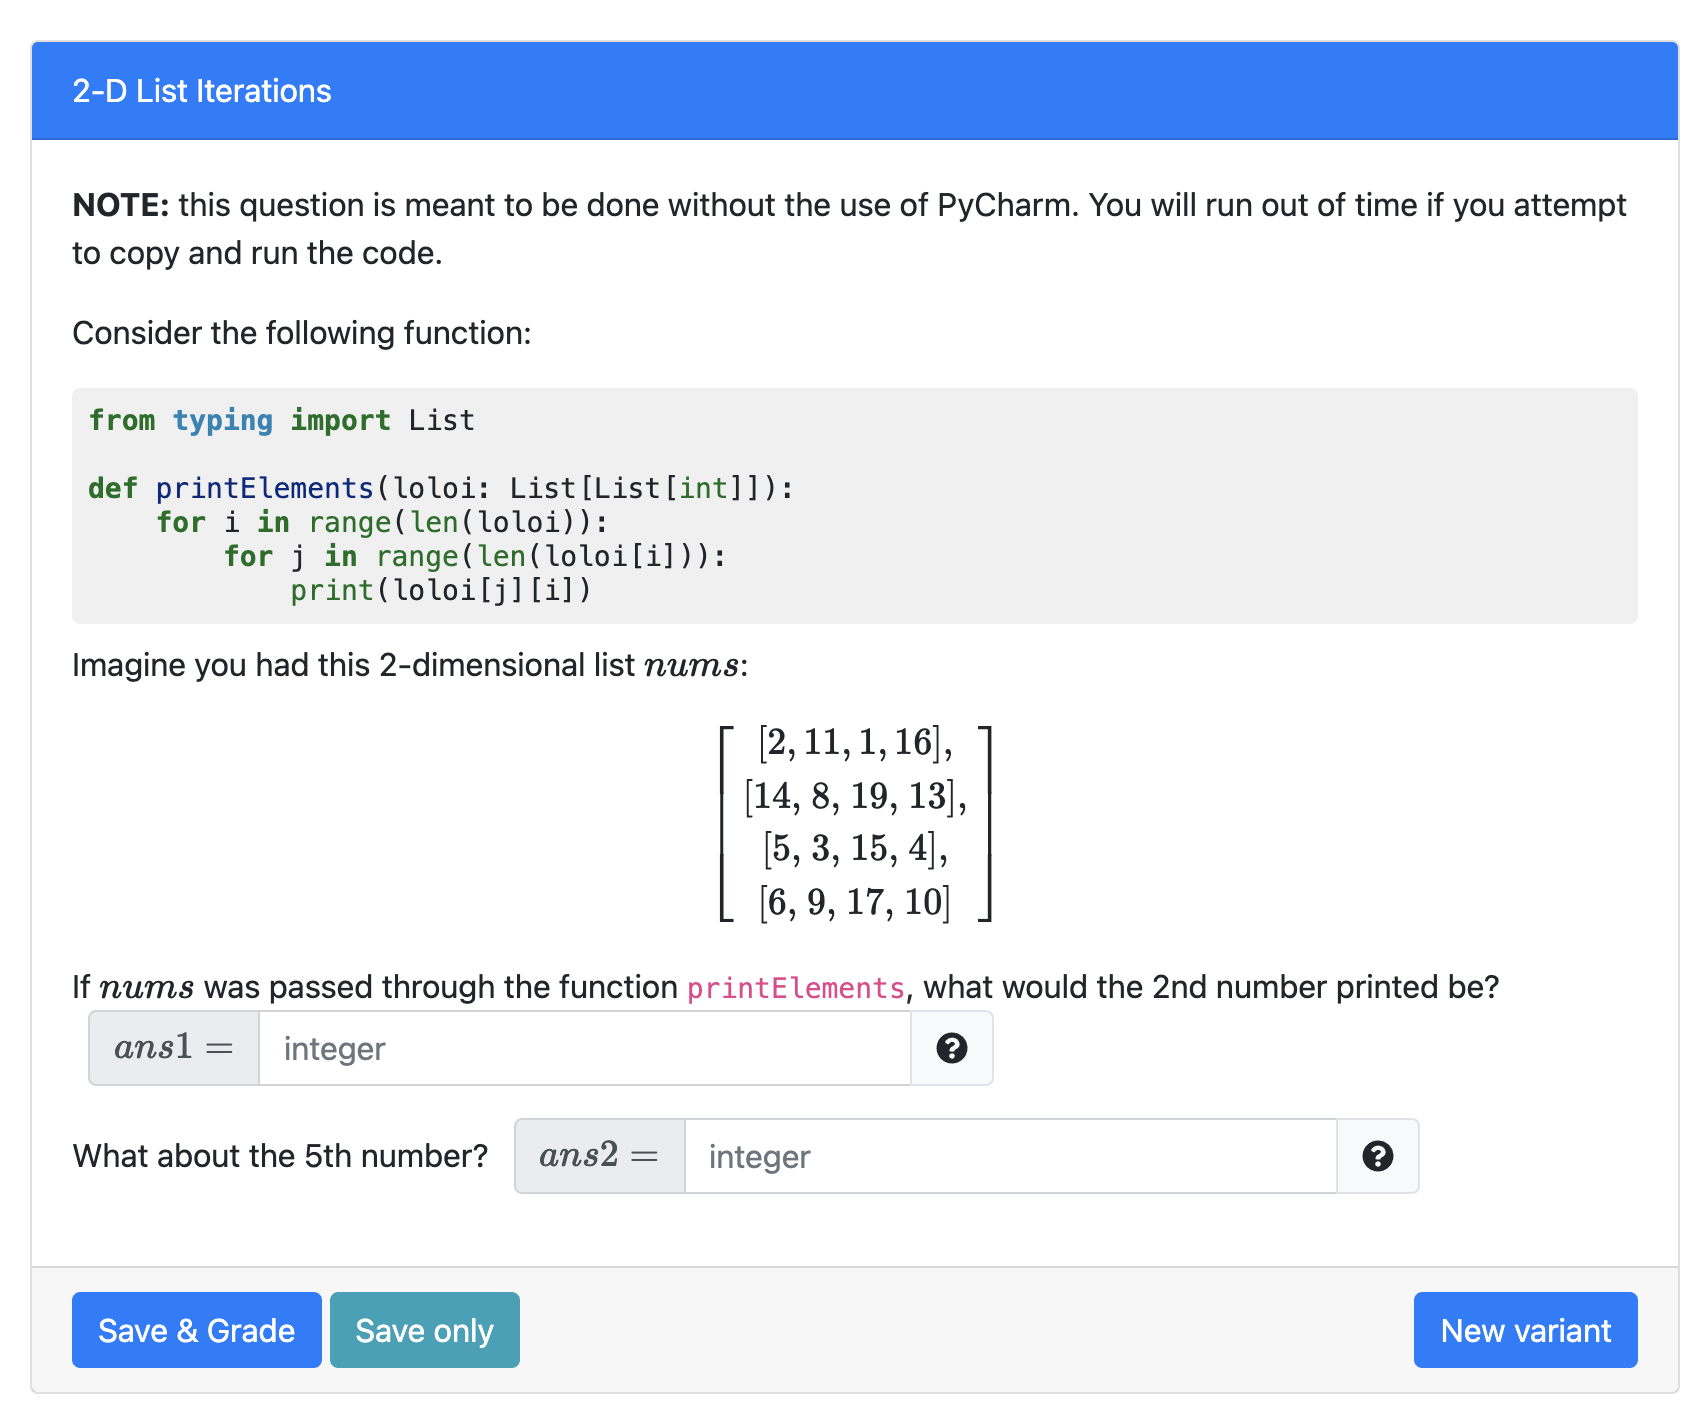 2-D List Iterations
NOTE: this question is meant to be done without the use of PyCharm. You will run out of time if you attempt
to copy and run the code.
Consider the following function:
from typing import List
def printElements(loloi: List[List[int]]):
    for i in range(len(loloi)):
        for j in range(len(loloi[i])):
            print(loloi[j][i])
Imagine you had this 2-dimensional list nums:
[2, 11, 1, 16],
[14, 8, 19, 13],
[5, 3, 15, 4],
[6, 9, 17, 10]
If nums was passed through the function printElements, what would the 2nd number printed be?
ans1 = integer ?
What about the 5th number? ans2 = integer ?
Save & Grade Save only New variant